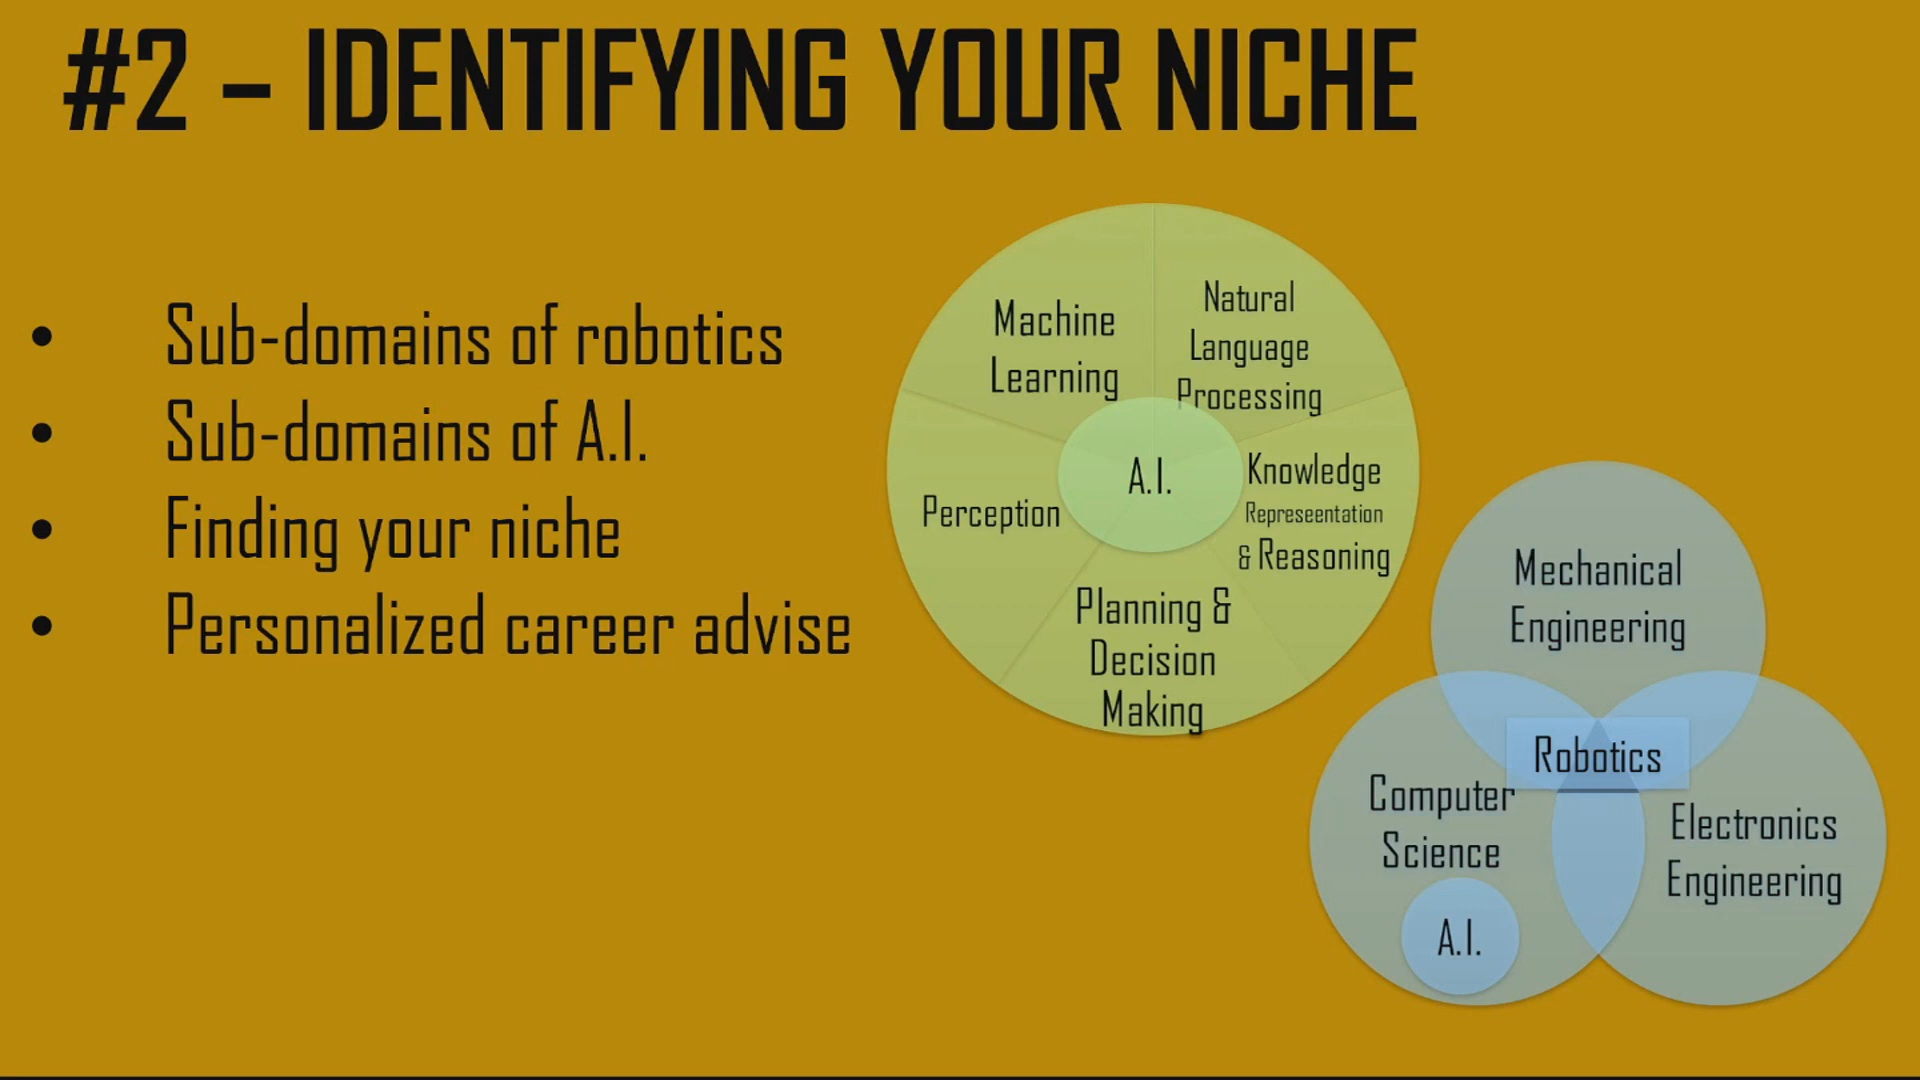 #2 – IDENTIFYING YOUR NICHE
• Sub-domains of robotics
• Sub-domains of A.I.
• Finding your niche
• Personalized career advise
Machine
Learning
Natural
Language
Processing
Perception
A.I.
Knowledge
Represeentation
& Reasoning
Planning &
Decision
Making
Mechanical
Engineering
Robotics
Computer
Science
A.I.
Electronics
Engineering